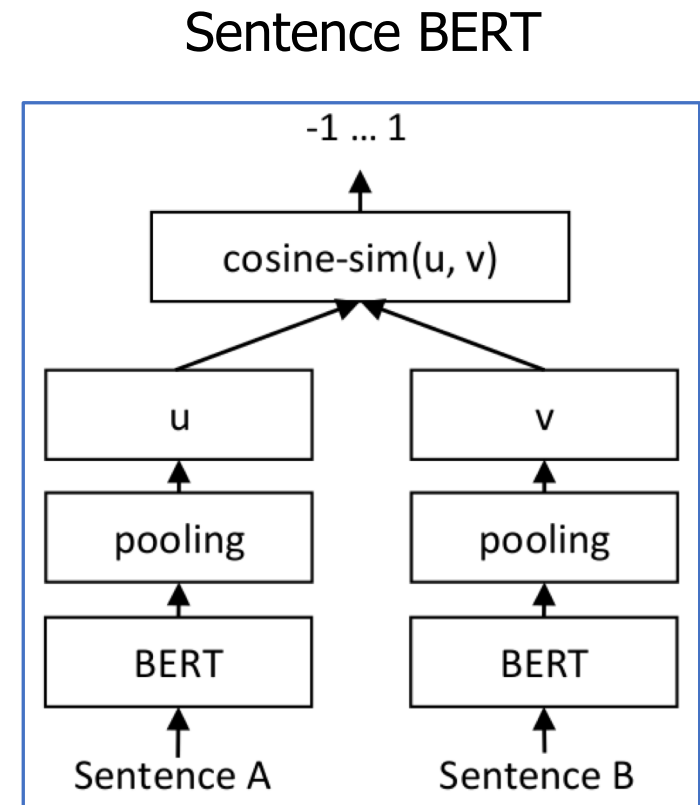 Sentence BERT
-1 ... 1
cosine-sim(u, v)
u
v
pooling
pooling
BERT
BERT
Sentence A
Sentence B